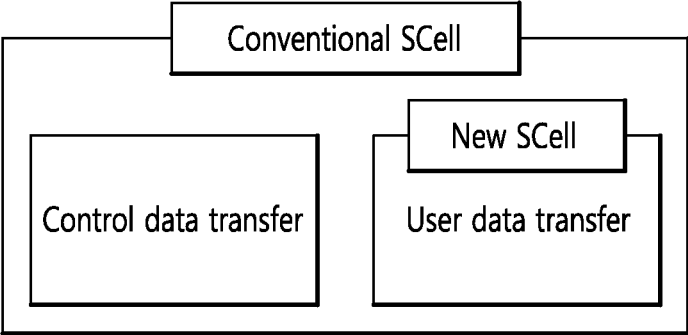 Conventional SCell
New SCell
Control data transfer
User data transfer